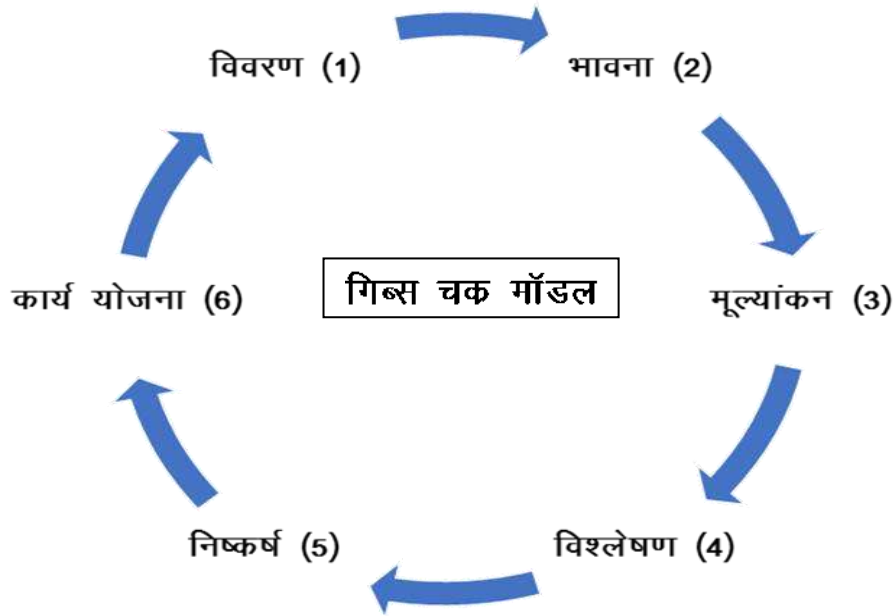 विवरण (1)
भावना (2)
मूल्यांकन (3)
विश्लेषण (4)
निष्कर्ष (5)
कार्य योजना (6)
गिब्स चक मॉडल